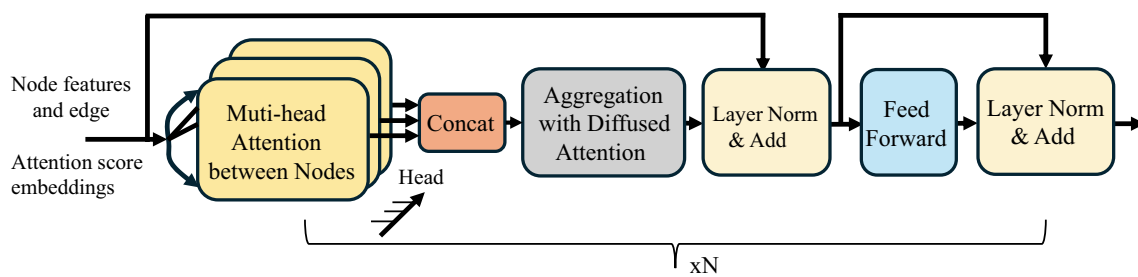 Node features
and edge
Attention score
embeddings
Muti-head
Attention
between Nodes
Head
Concat
Aggregation
with Diffused
Attention
Layer Norm
& Add
Feed
Forward
Layer Norm
& Add
xN